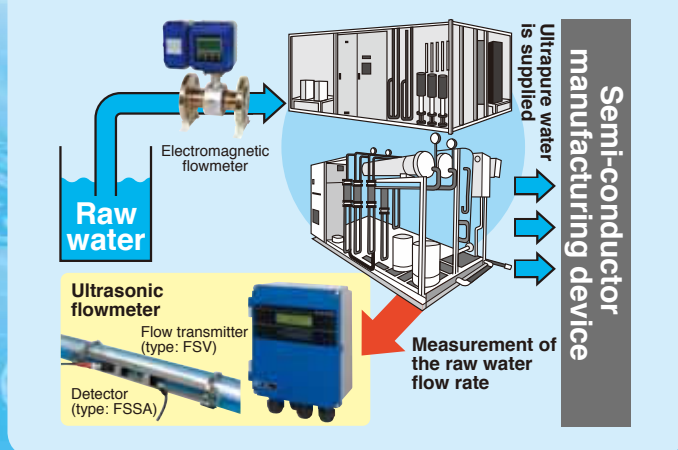 Electromagnetic
flowmeter
Raw
water
Ultrapure water
is supplied
Semi-conductor
manufacturing device
Ultrasonic
flowmeter
Flow transmitter
(type: FSV)
Detector
(type: FSSA)
Measurement of
the raw water
flow rate